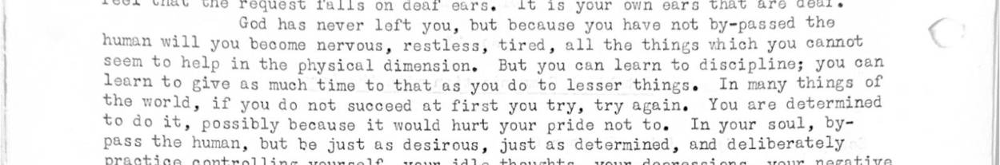 feel that the request falls on deaf ears. It is your own ears that are deaf.
God has never left you, but because you have not by-passed the
human will you become nervous, restless, tired, all the things which you cannot
seem to help in the physical dimension. But you can learn to discipline; you can
learn to give as much time to that as you do to lesser things. In many things of
the world, if you do not succeed at first you try, try again. You are determined
to do it, possibly because it would hurt your pride not to. In your soul, by-
pass the human, but be just as desirous, just as determined, and deliberately
practice controlling yourself, your idle thoughts, your depressions, your negative